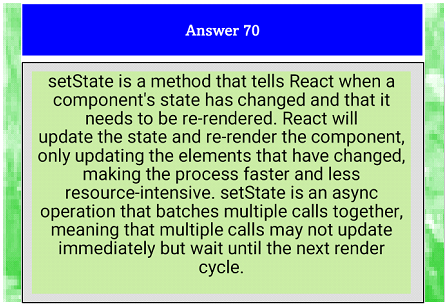 Answer 70
setState is a method that tells React when a
component's state has changed and that it
needs to be re-rendered. React will
update the state and re-render the component,
only updating the elements that have changed,
making the process faster and less
resource-intensive. setState is an async
operation that batches multiple calls together,
meaning that multiple calls may not update
immediately but wait until the next render
cycle.